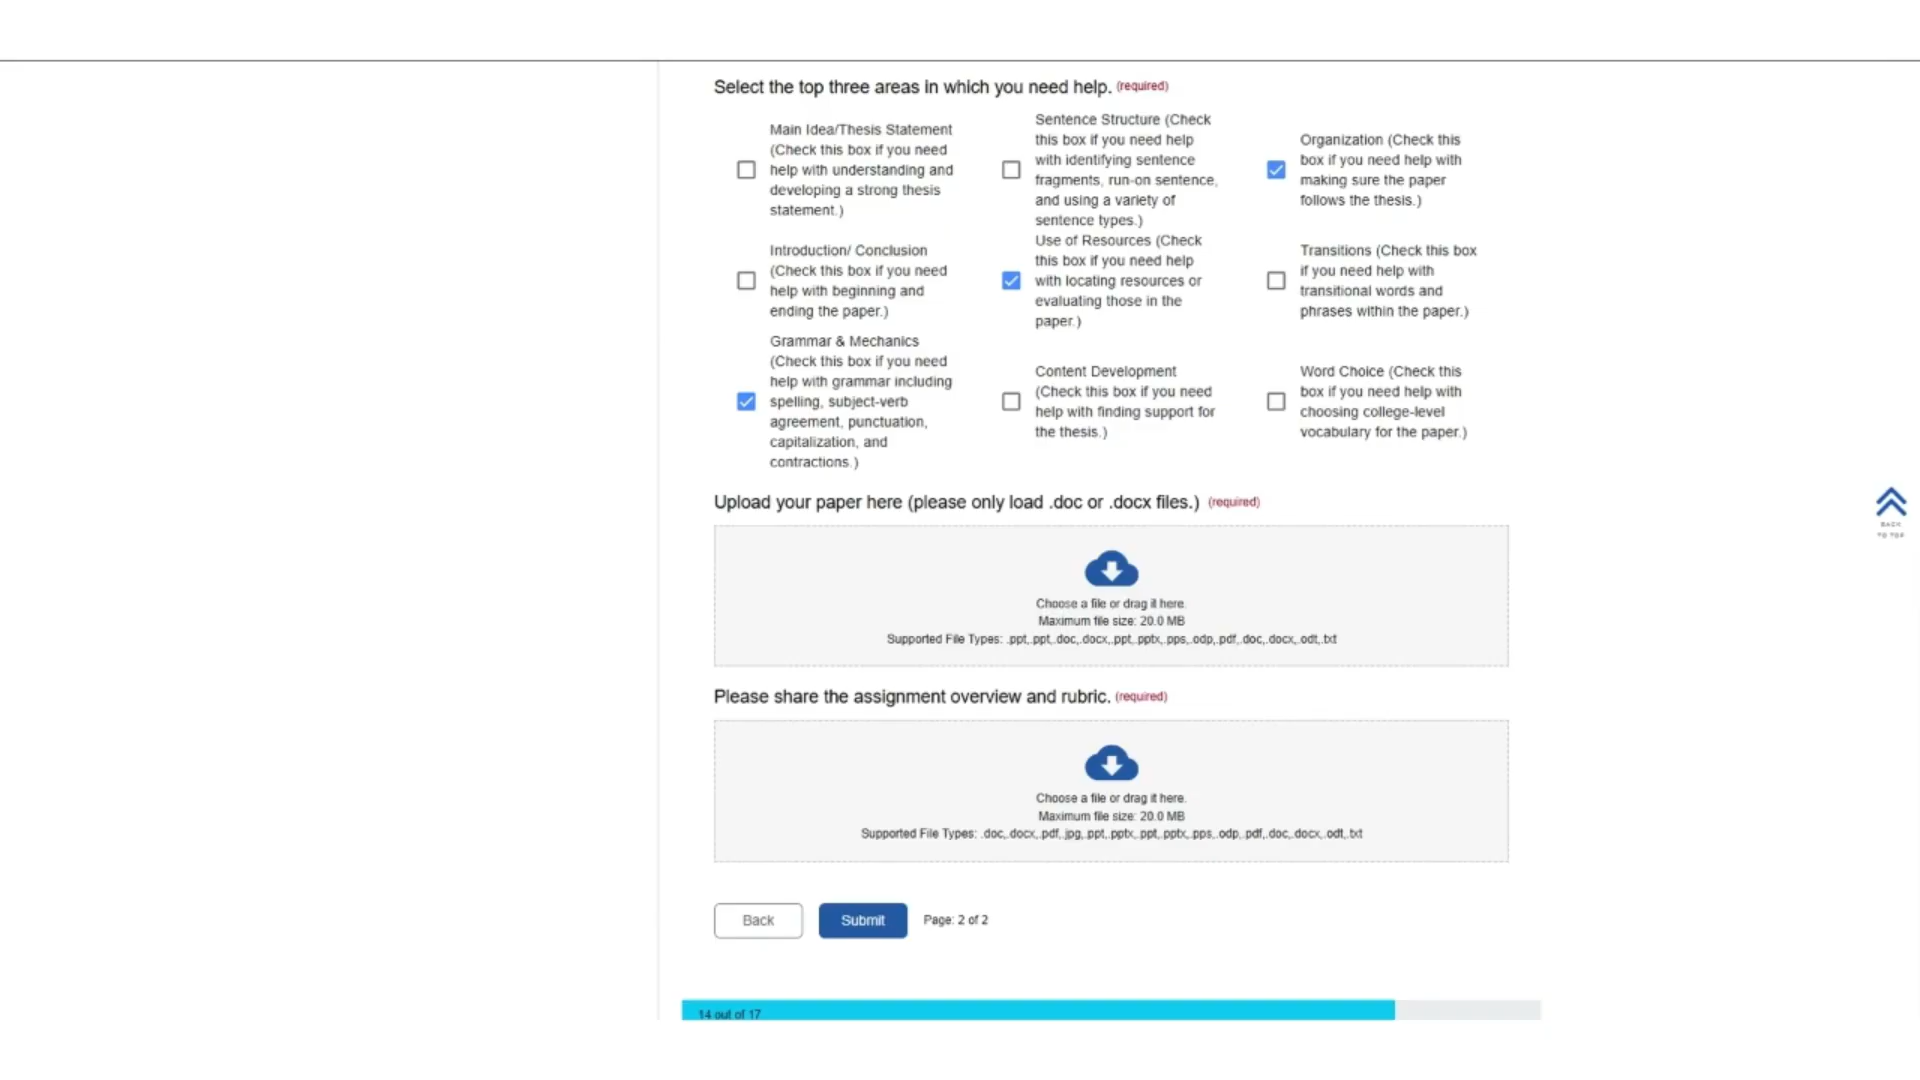 Select the top three areas in which you need help. (required)
Main Idea/Thesis Statement
(Check this box if you need
help with understanding and
developing a strong thesis
statement.)
Sentence Structure (Check
this box if you need help
with identifying sentence
fragments, run-on sentence,
and using a variety of
sentence types.)
Organization (Check this
box if you need help with
making sure the paper
follows the thesis.)
Introduction/ Conclusion
(Check this box if you need
help with beginning and
ending the paper.)
Use of Resources (Check
this box if you need help
with locating resources or
evaluating those in the
paper.)
Transitions (Check this box
if you need help with
transitional words and
phrases within the paper.)
Grammar & Mechanics
(Check this box if you need
help with grammar including
spelling, subject-verb
agreement, punctuation,
capitalization, and
contractions.)
Content Development
(Check this box if you need
help with finding support for
the thesis.)
Word Choice (Check this
box if you need help with
choosing college-level
vocabulary for the paper.)
Upload your paper here (please only load .doc or .docx files.) (required)
Choose a file or drag it here.
Maximum file size: 20.0 MB
Supported File Types: .ppt,.ppt,.doc,.docx,.ppt,.pptx,.pps,.odp,.pdf,.doc,.docx,.odt,.txt
Please share the assignment overview and rubric. (required)
Choose a file or drag it here.
Maximum file size: 20.0 MB
Supported File Types: .doc,.docx,.pdf,.jpg,.ppt,.pptx,.ppt,.pptx,.pps,.odp,.pdf,.doc,.docx,.odt,.txt
Back
Submit
Page: 2 of 2
14 out of 17
BACK
TO TOP